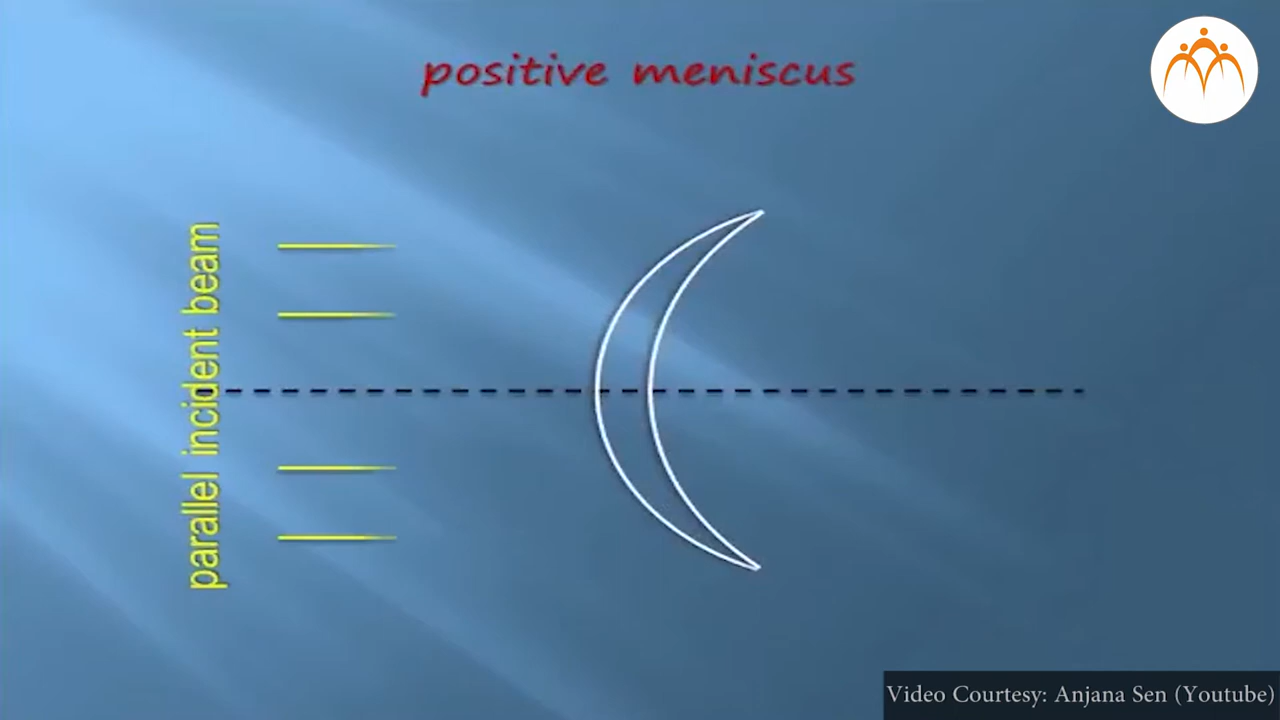 positive meniscus
parallel incident beam
Video Courtesy: Anjana Sen (Youtube)